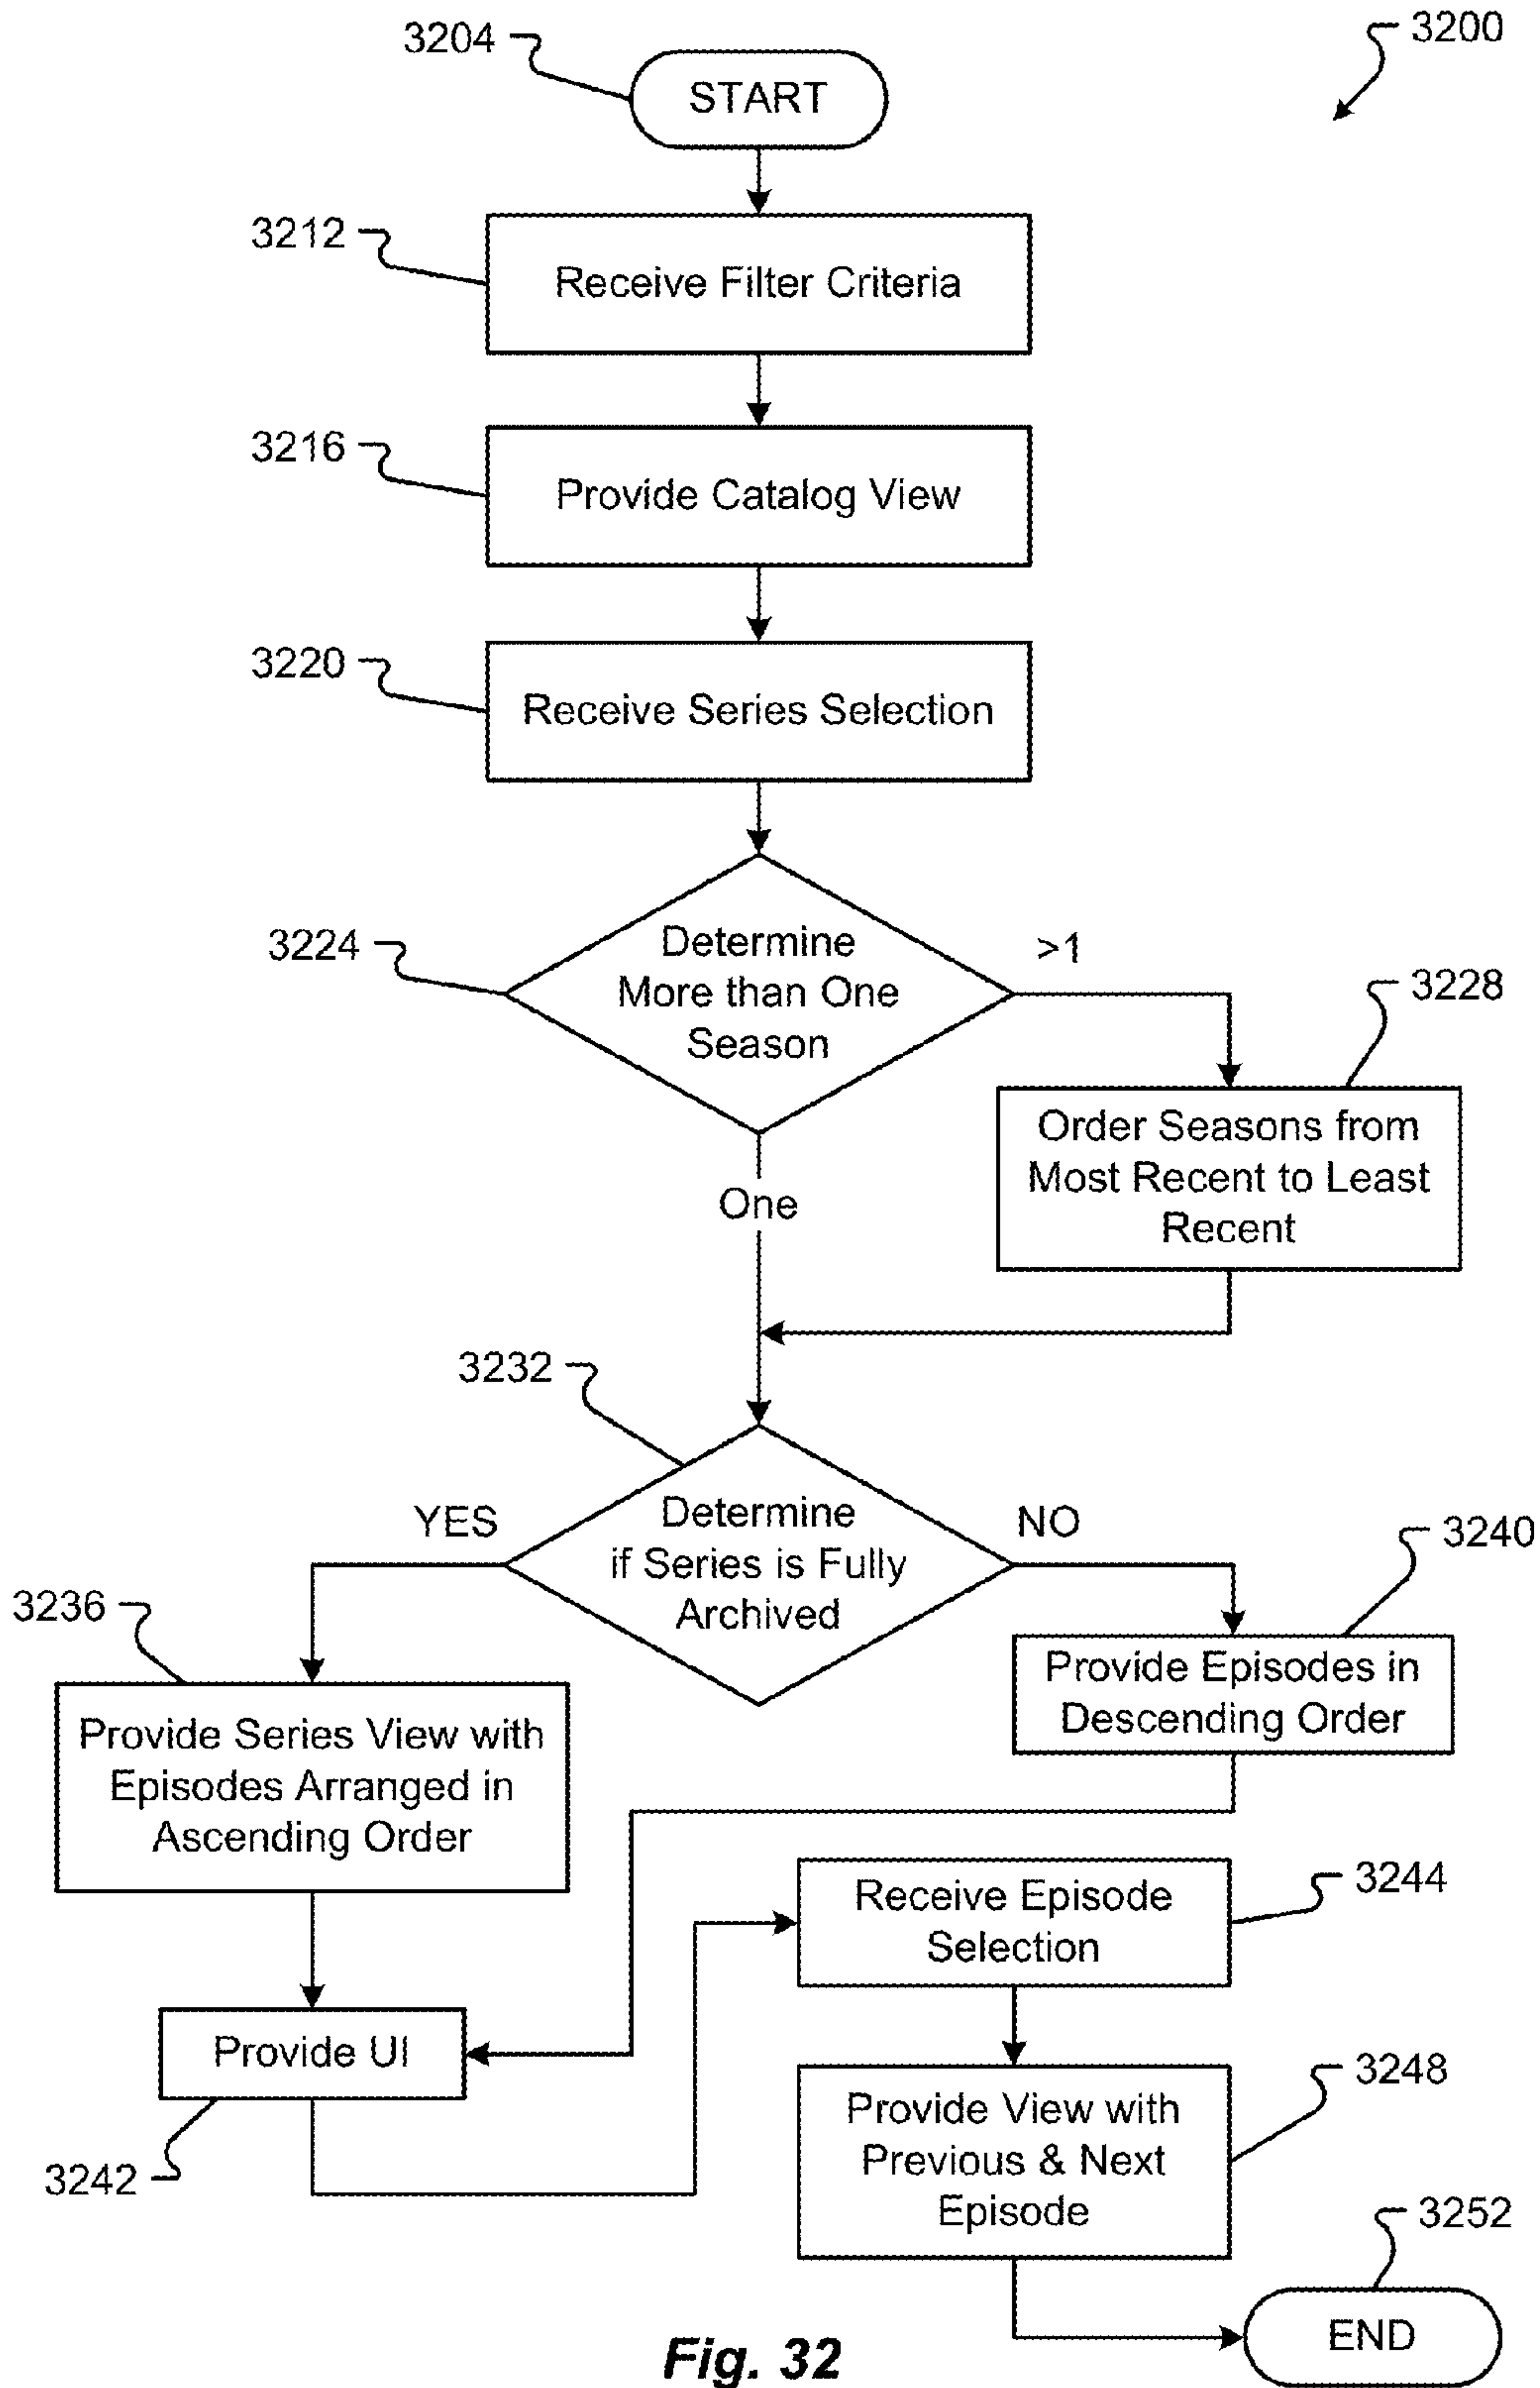 3200
3204
START
3212
Receive Filter Criteria
3216
Provide Catalog View
3220
Receive Series Selection
3224
Determine
More than One
Season
>1
3228
Order Seasons from
Most Recent to Least
Recent
One
3232
Determine
if Series is Fully
Archived
YES
NO
3236
Provide Series View with
Episodes Arranged in
Ascending Order
3240
Provide Episodes in
Descending Order
3242
Provide UI
3244
Receive Episode
Selection
3248
Provide View with
Previous & Next
Episode
3252
END
Fig. 32